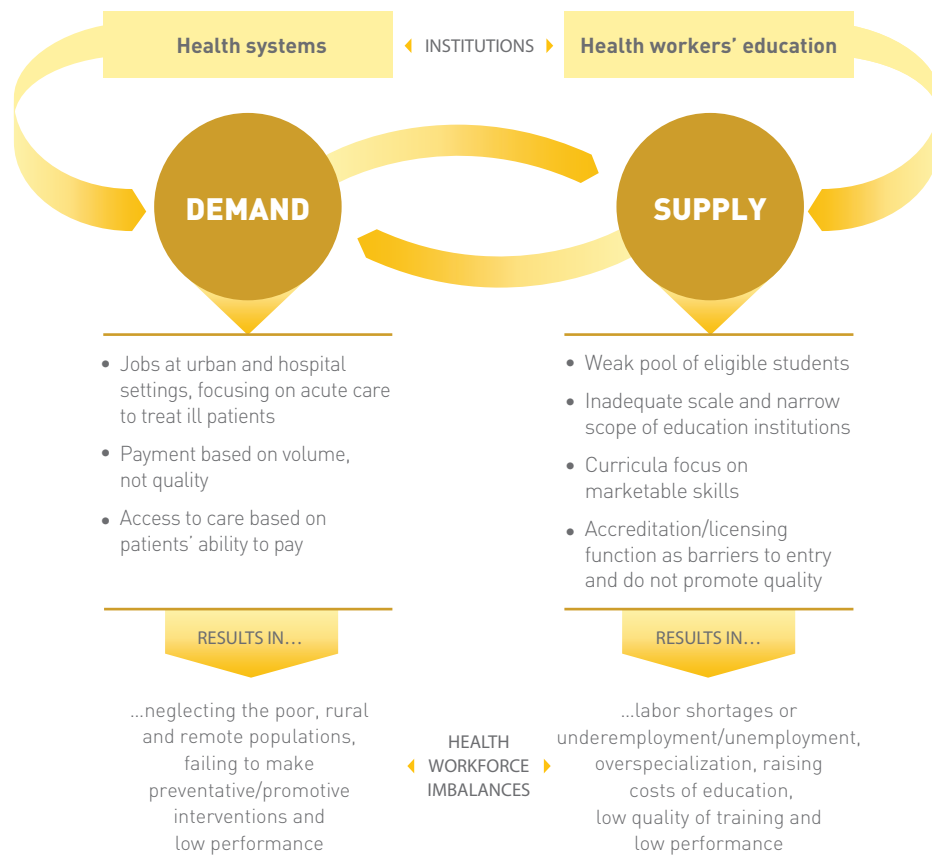 Health systems
INSTITUTIONS
Health workers’ education
DEMAND
SUPPLY
• Jobs at urban and hospital
settings, focusing on acute care
to treat ill patients
• Payment based on volume,
not quality
• Access to care based on
patients’ ability to pay
• Weak pool of eligible students
• Inadequate scale and narrow
scope of education institutions
• Curricula focus on
marketable skills
• Accreditation/licensing
function as barriers to entry
and do not promote quality
RESULTS IN…
RESULTS IN…
…neglecting the poor, rural
and remote populations,
failing to make
preventative/promotive
interventions and
low performance
HEALTH
WORKFORCE
IMBALANCES
…labor shortages or
underemployment/unemployment,
overspecialization, raising
costs of education,
low quality of training and
low performance